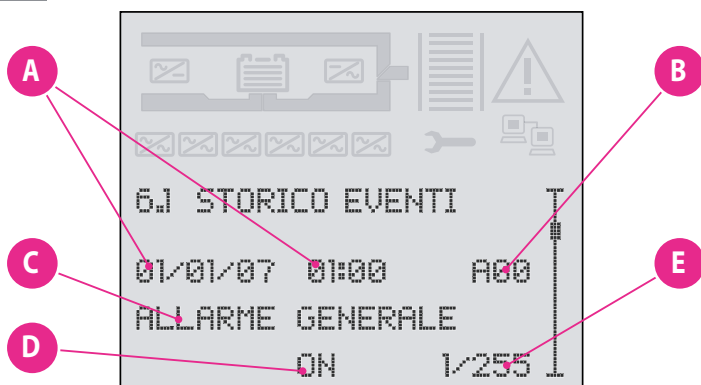 A
B
6.1 STORICO EVENTI
01/01/07 01:00 A00
C
E
ALLARME GENERALE
D
ON 1/255